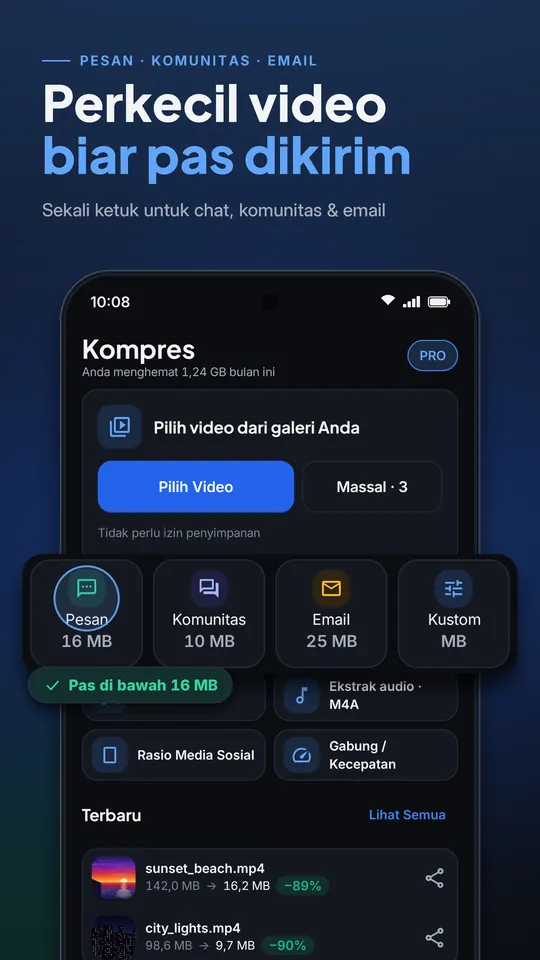 PESAN · KOMUNITAS · EMAIL
Perkecil video
biar pas dikirim
Sekali ketuk untuk chat, komunitas & email
10:08
Kompres
Anda menghemat 1,24 GB bulan ini
PRO
Pilih video dari galeri Anda
Pilih Video
Massal · 3
Tidak perlu izin penyimpanan
Pesan
16 MB
Komunitas
10 MB
Email
25 MB
Kustom
MB
✓ Pas di bawah 16 MB
Ekstrak audio ·
M4A
Rasio Media Sosial
Gabung /
Kecepatan
Terbaru
Lihat Semua
sunset_beach.mp4
142,0 MB → 16,2 MB −89%
city_lights.mp4
98,6 MB → 9,7 MB −90%